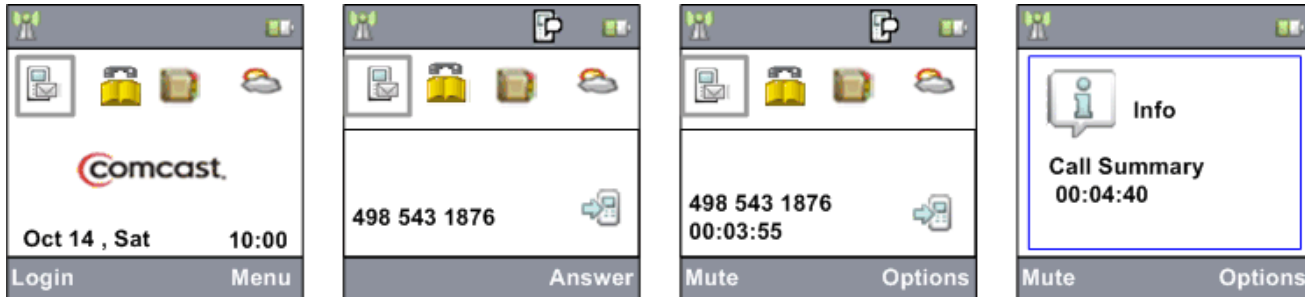 Comcast.
Oct 14 , Sat 10:00
Login Menu
498 543 1876
Answer
498 543 1876
00:03:55
Mute Options
Info
Call Summary
00:04:40
Mute Options